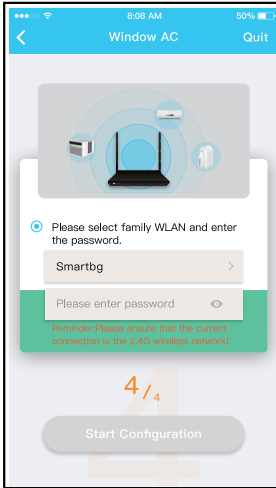 8:08 AM
50%
Window AC
Quit
Please select family WLAN and enter
the password.
Smartbg
Please enter password
Reminder:Please ensure that the current
connection is the 2.4G wireless network!
4/4
4
Start Configuration